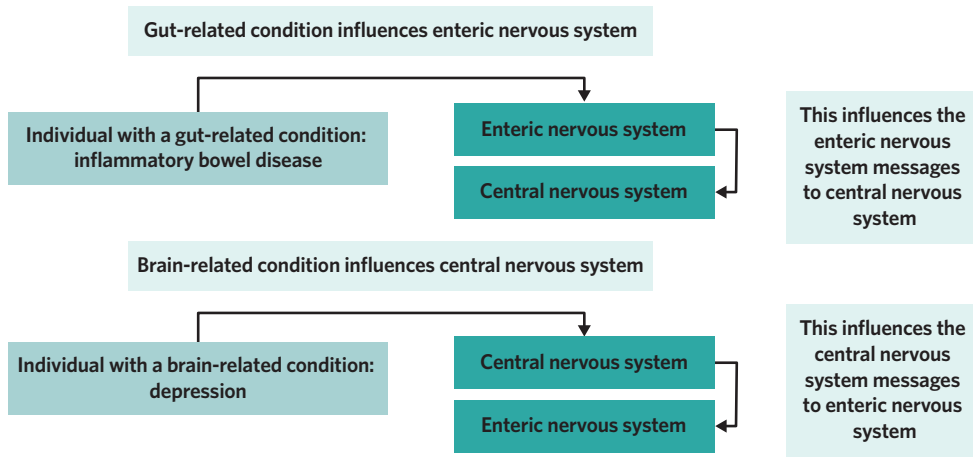 Gut-related condition influences enteric nervous system
Individual with a gut-related condition:
inflammatory bowel disease
Enteric nervous system
Central nervous system
This influences the
enteric nervous
system messages
to central nervous
system
Brain-related condition influences central nervous system
Individual with a brain-related condition:
depression
Central nervous system
Enteric nervous system
This influences the
central nervous
system messages
to enteric nervous
system